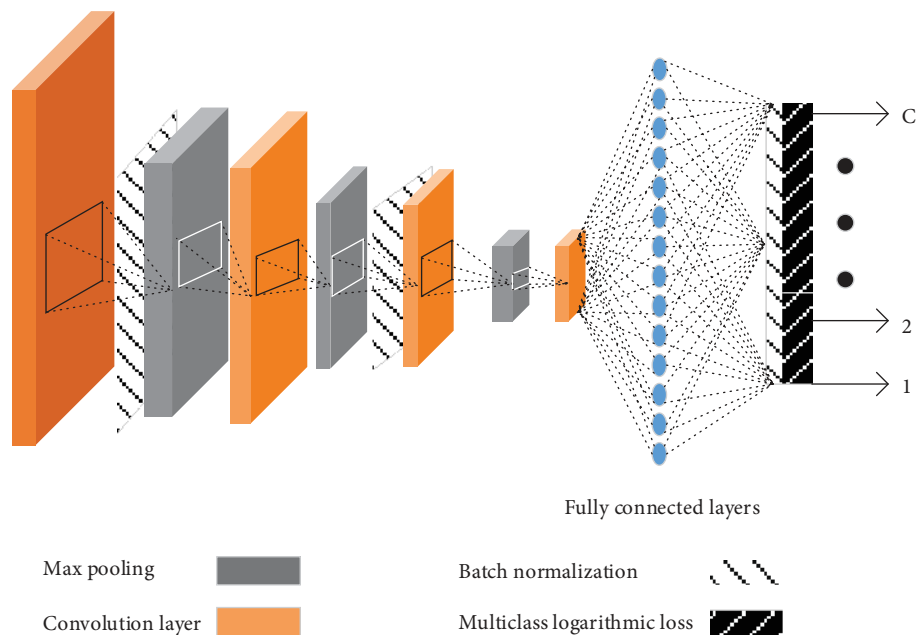 C
2
1
Fully connected layers
Max pooling
Batch normalization
Convolution layer
Multiclass logarithmic loss